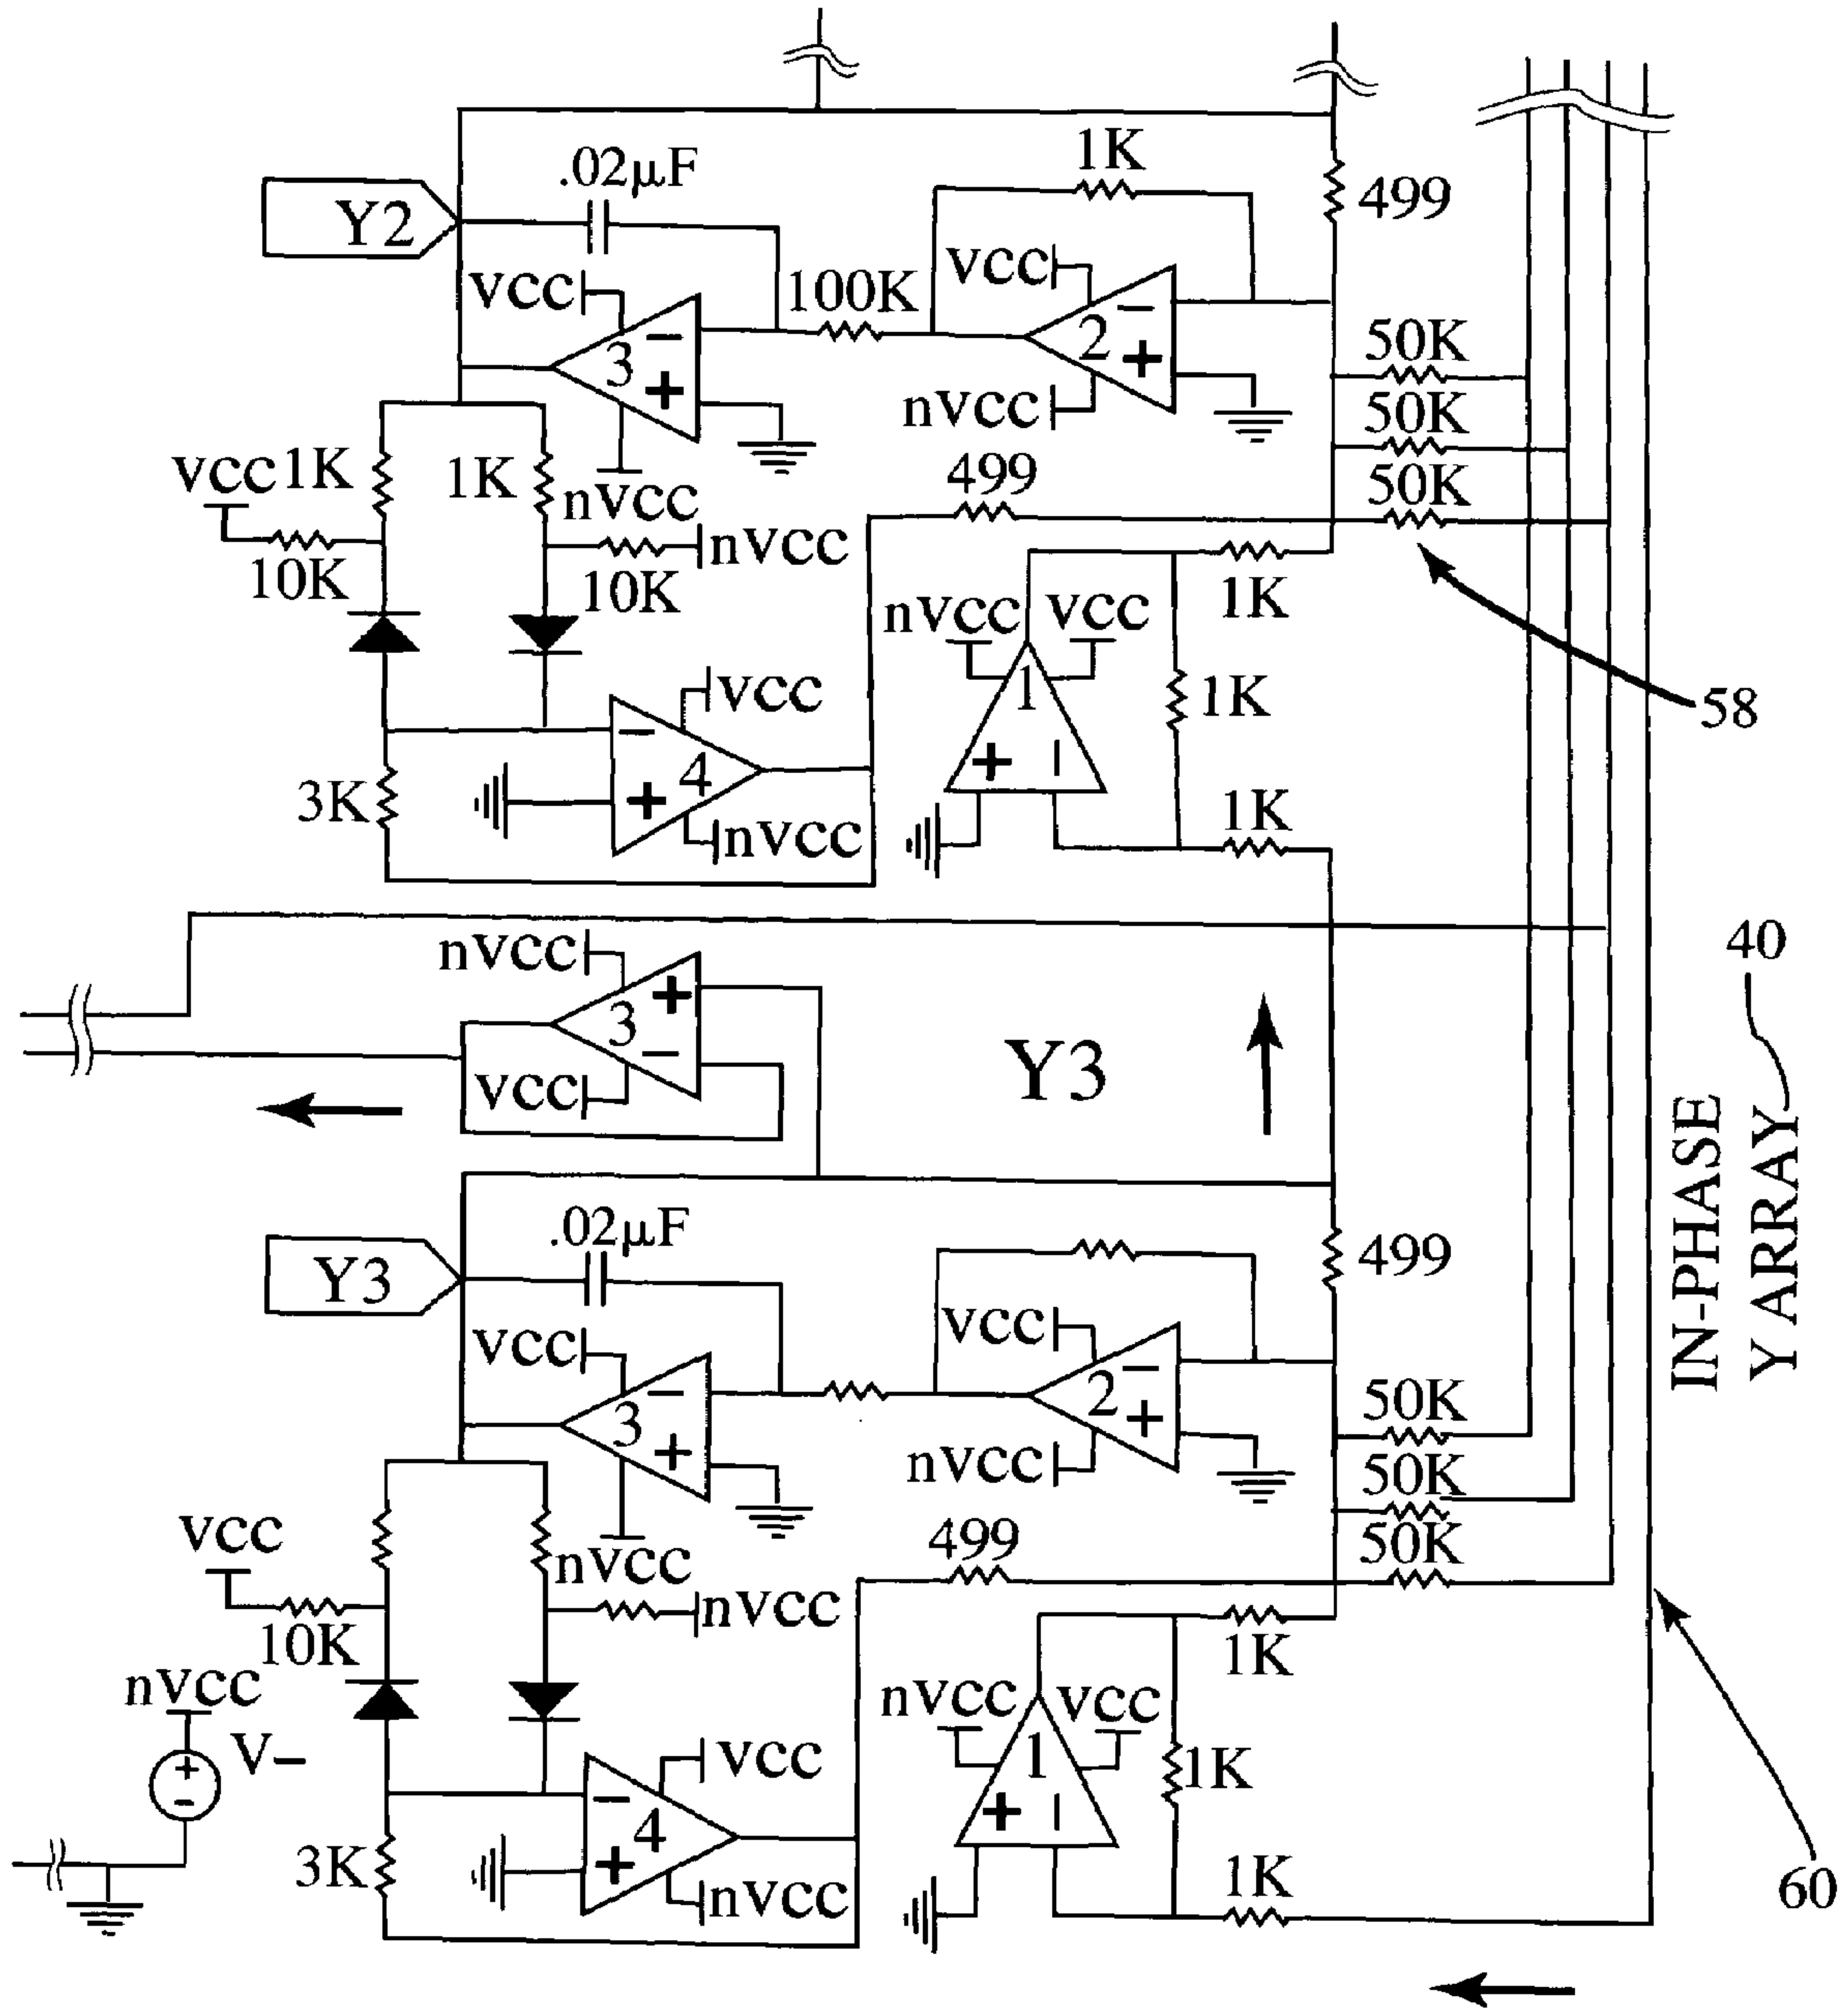 1K
.02µF
499
Y2
vcc
vcc
100K
-
2
+
50K
3
-
+
nvcc
50K
vcc
1K
1K
499
50K
nvcc
nvcc
10K
10K
nvcc
vcc
1K
1
1K
58
vcc
-
4
+
+
-
3K
nvcc
1K
40
nvcc
3
+
-
Y3
vcc
IN-PHASE
Y ARRAY
.02µF
499
Y3
vcc
vcc
-
2
+
50K
3
-
+
nvcc
50K
vcc
499
50K
nvcc
nvcc
10K
1K
nvcc
nvcc
vcc
V-
+
-
vcc
1
1K
-
4
+
+
-
3K
nvcc
1K
60